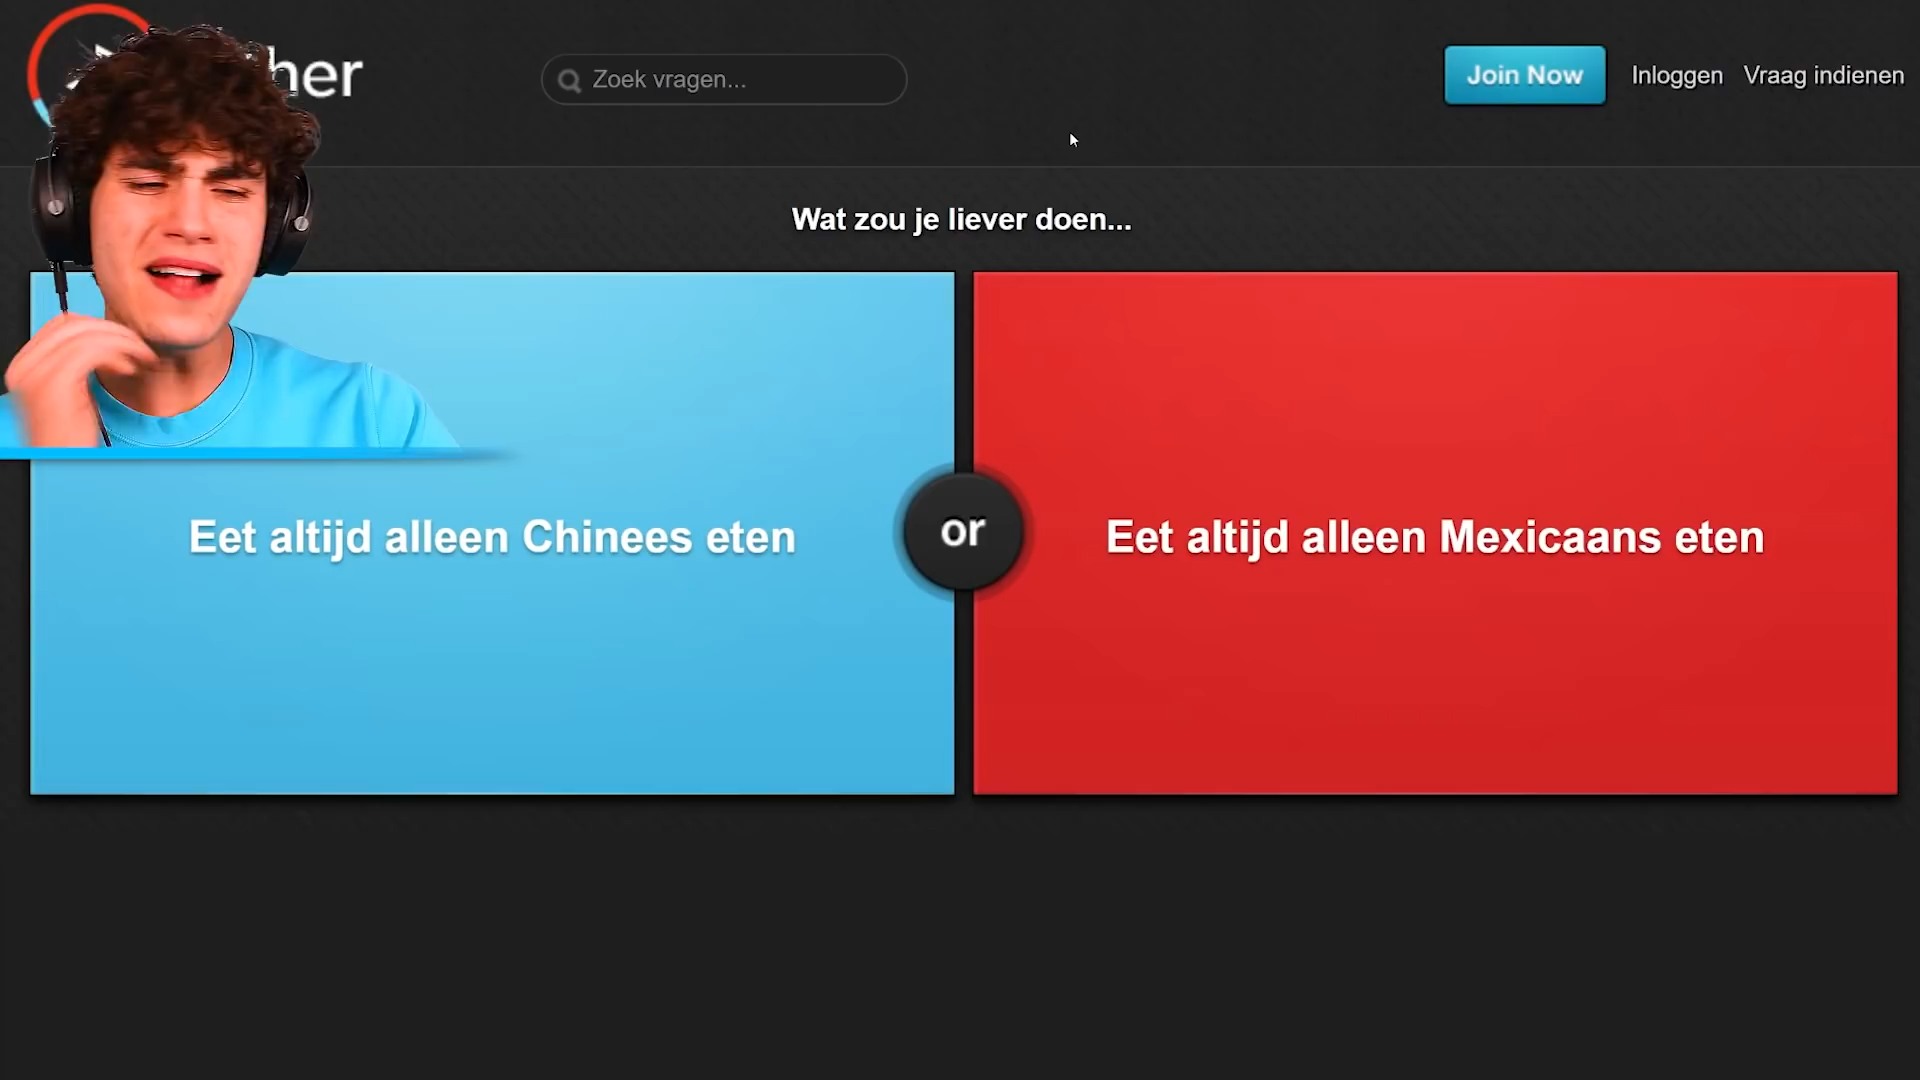 her
Zoek vragen...
Join Now
Inloggen
Vraag indienen
Wat zou je liever doen...
Eet altijd alleen Chinees eten
or
Eet altijd alleen Mexicaans eten